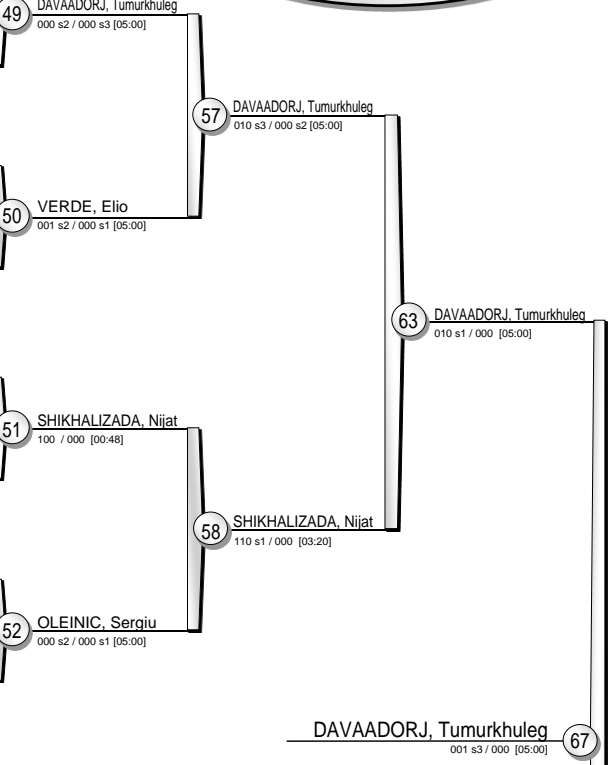 49
DAVAADORJ, Tumurkhuleg
000 s2 / 000 s3 [05:00]
57
DAVAADORJ, Tumurkhuleg
010 s3 / 000 s2 [05:00]
50
VERDE, Elio
001 s2 / 000 s1 [05:00]
63
DAVAADORJ, Tumurkhuleg
010 s1 / 000 [05:00]
51
SHIKHALIZADA, Nijat
100 / 000 [00:48]
58
SHIKHALIZADA, Nijat
110 s1 / 000 [03:20]
52
OLEINIC, Sergiu
000 s2 / 000 s1 [05:00]
DAVAADORJ, Tumurkhuleg
67
001 s3 / 000 [05:00]